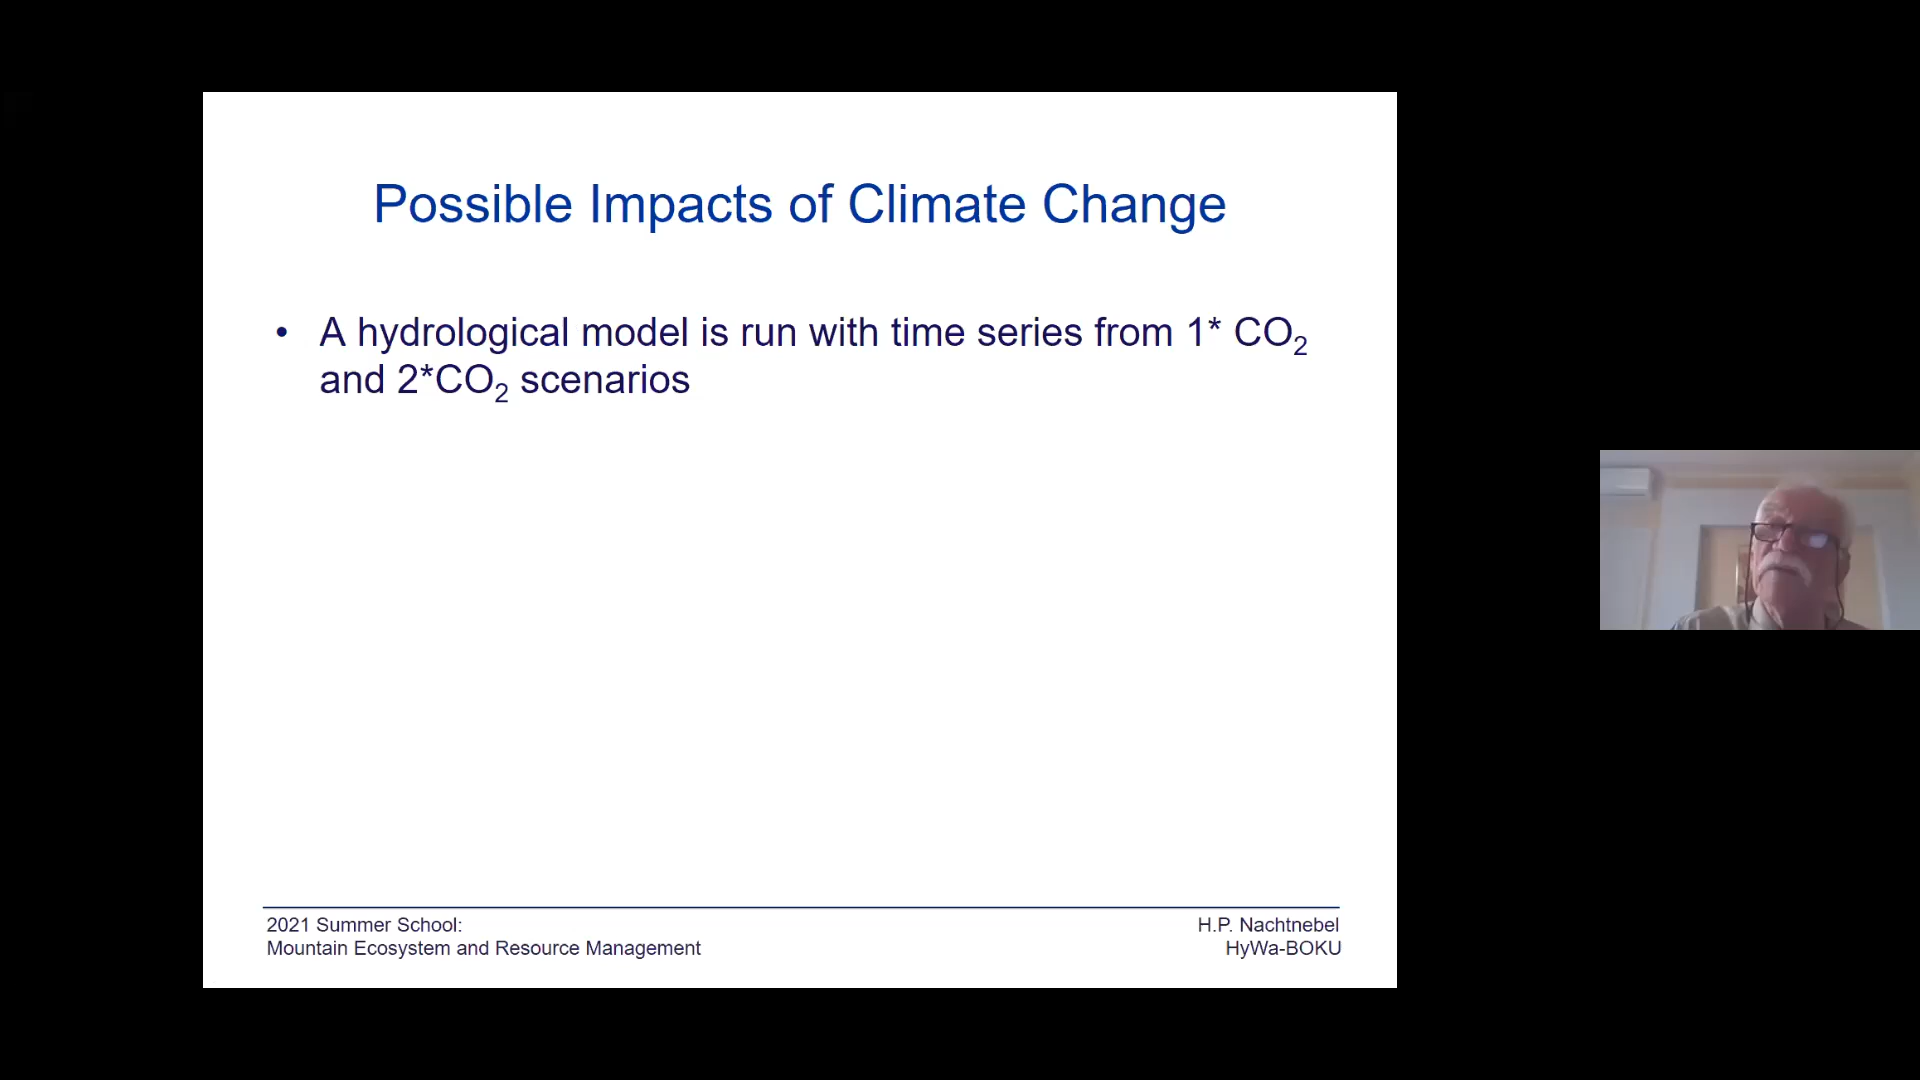 Possible Impacts of Climate Change
• A hydrological model is run with time series from 1* CO₂
and 2*CO₂ scenarios
2021 Summer School:
Mountain Ecosystem and Resource Management
H.P. Nachtnebel
HyWa-BOKU